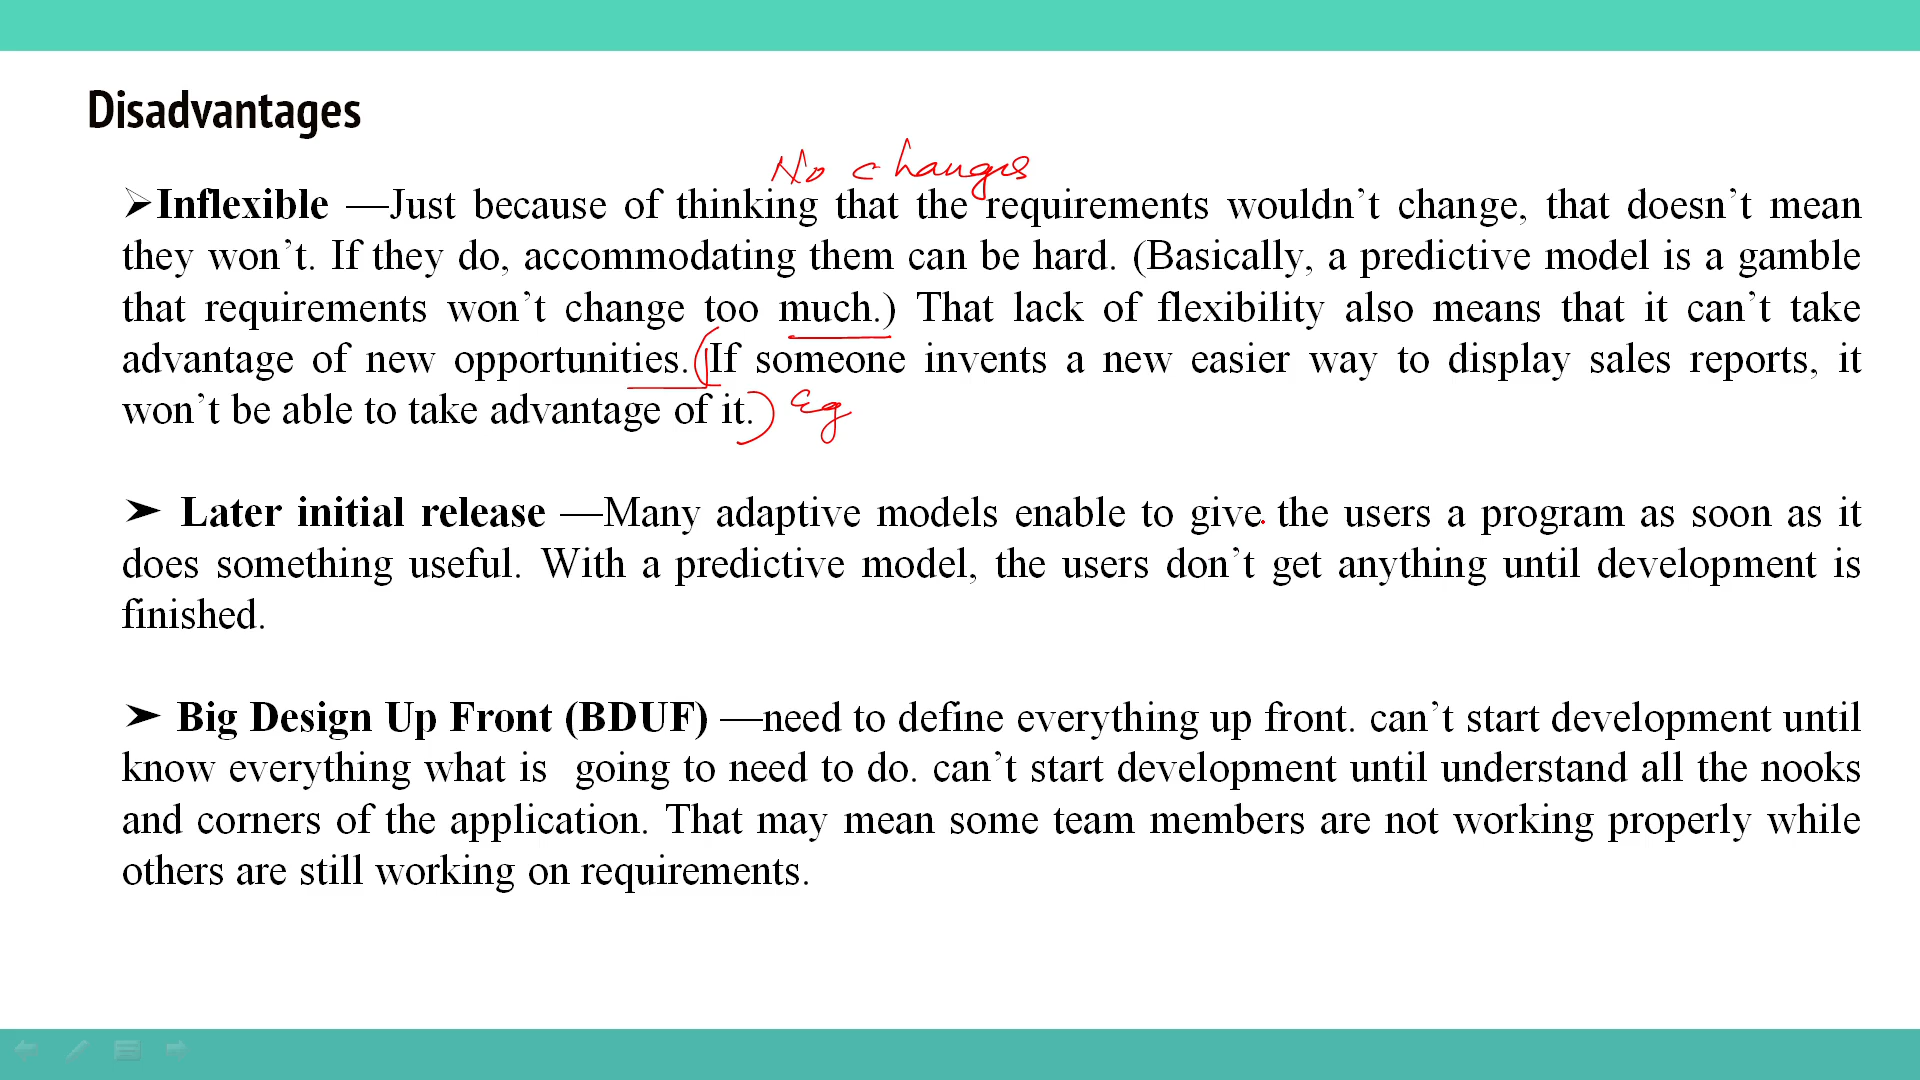 Disadvantages
No changes
➤Inflexible —Just because of thinking that the requirements wouldn’t change, that doesn’t mean
they won’t. If they do, accommodating them can be hard. (Basically, a predictive model is a gamble
that requirements won’t change too much.) That lack of flexibility also means that it can’t take
advantage of new opportunities. (If someone invents a new easier way to display sales reports, it
won’t be able to take advantage of it.) Eg
➤ Later initial release —Many adaptive models enable to give the users a program as soon as it
does something useful. With a predictive model, the users don’t get anything until development is
finished.
➤ Big Design Up Front (BDUF) —need to define everything up front. can’t start development until
know everything what is going to need to do. can’t start development until understand all the nooks
and corners of the application. That may mean some team members are not working properly while
others are still working on requirements.